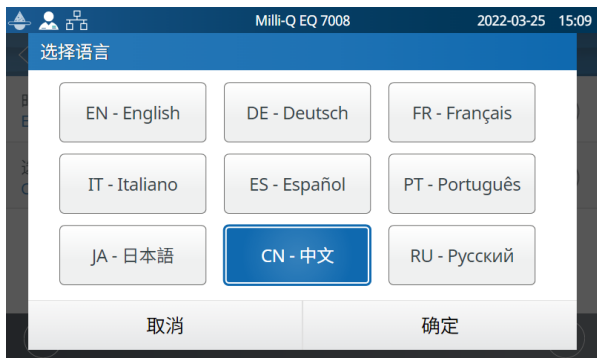 Milli-Q EQ 7008 2022-03-25 15:09
选择语言
EN - English DE - Deutsch FR - Français
IT - Italiano ES - Español PT - Português
JA - 日本語 CN - 中文 RU - Русский
取消 确定